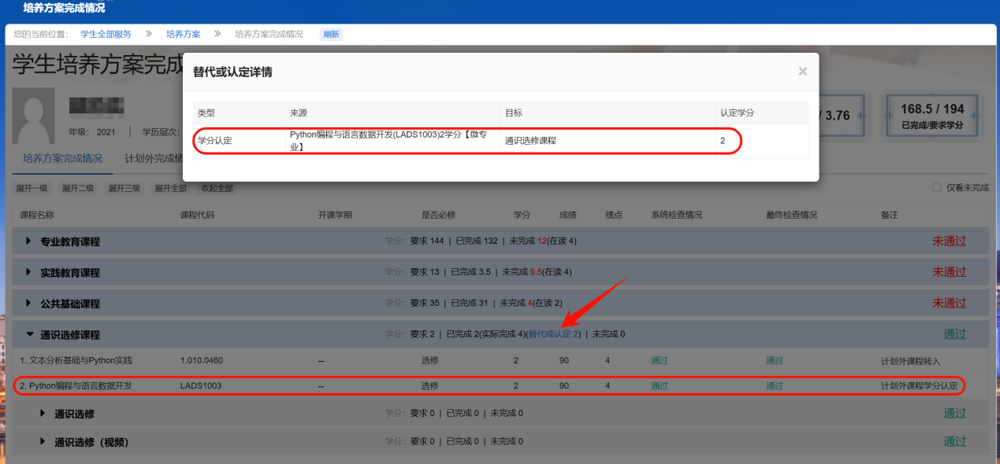 培养方案完成情况
您的当前位置： 学生全部服务 » 培养方案 » 培养方案完成情况 刷新
学生培养方案完成
年级： 2021 | 学历层次：
/ 3.76
168.5 / 194
已完成/要求学分
替代或认定详情 ×
类型 来源 目标 认定学分
学分认定 Python编程与语言数据开发(LADS1003)2学分【微专业】 通识选修课程 2
培养方案完成情况 计划外完成情
展开一级 展开二级 展开三级 展开全部 收起全部 仅看未完成
课程名称 课程代码 开课学期 是否必修 学分 成绩 绩点 系统检查情况 最终检查情况 备注
专业教育课程 学分：要求 144 | 已完成 132 | 未完成 12(在读 4) 未通过
实践教育课程 学分：要求 13 | 已完成 3.5 | 未完成 9.5(在读 4) 未通过
公共基础课程 学分：要求 35 | 已完成 31 | 未完成 4(在读 2) 未通过
通识选修课程 学分：要求 2 | 已完成 2(实际完成 4)(替代或认定 2) | 未完成 0 通过
1. 文本分析基础与Python实践 1.010.0460 -- 选修 2 90 4 通过 通过 计划外课程转入
2. Python编程与语言数据开发 LADS1003 -- 选修 2 90 4 通过 通过 计划外课程学分认定
通识选修 学分：要求 0 | 已完成 0 | 未完成 0 通过
通识选修（视频） 学分：要求 0 | 已完成 0 | 未完成 0 通过